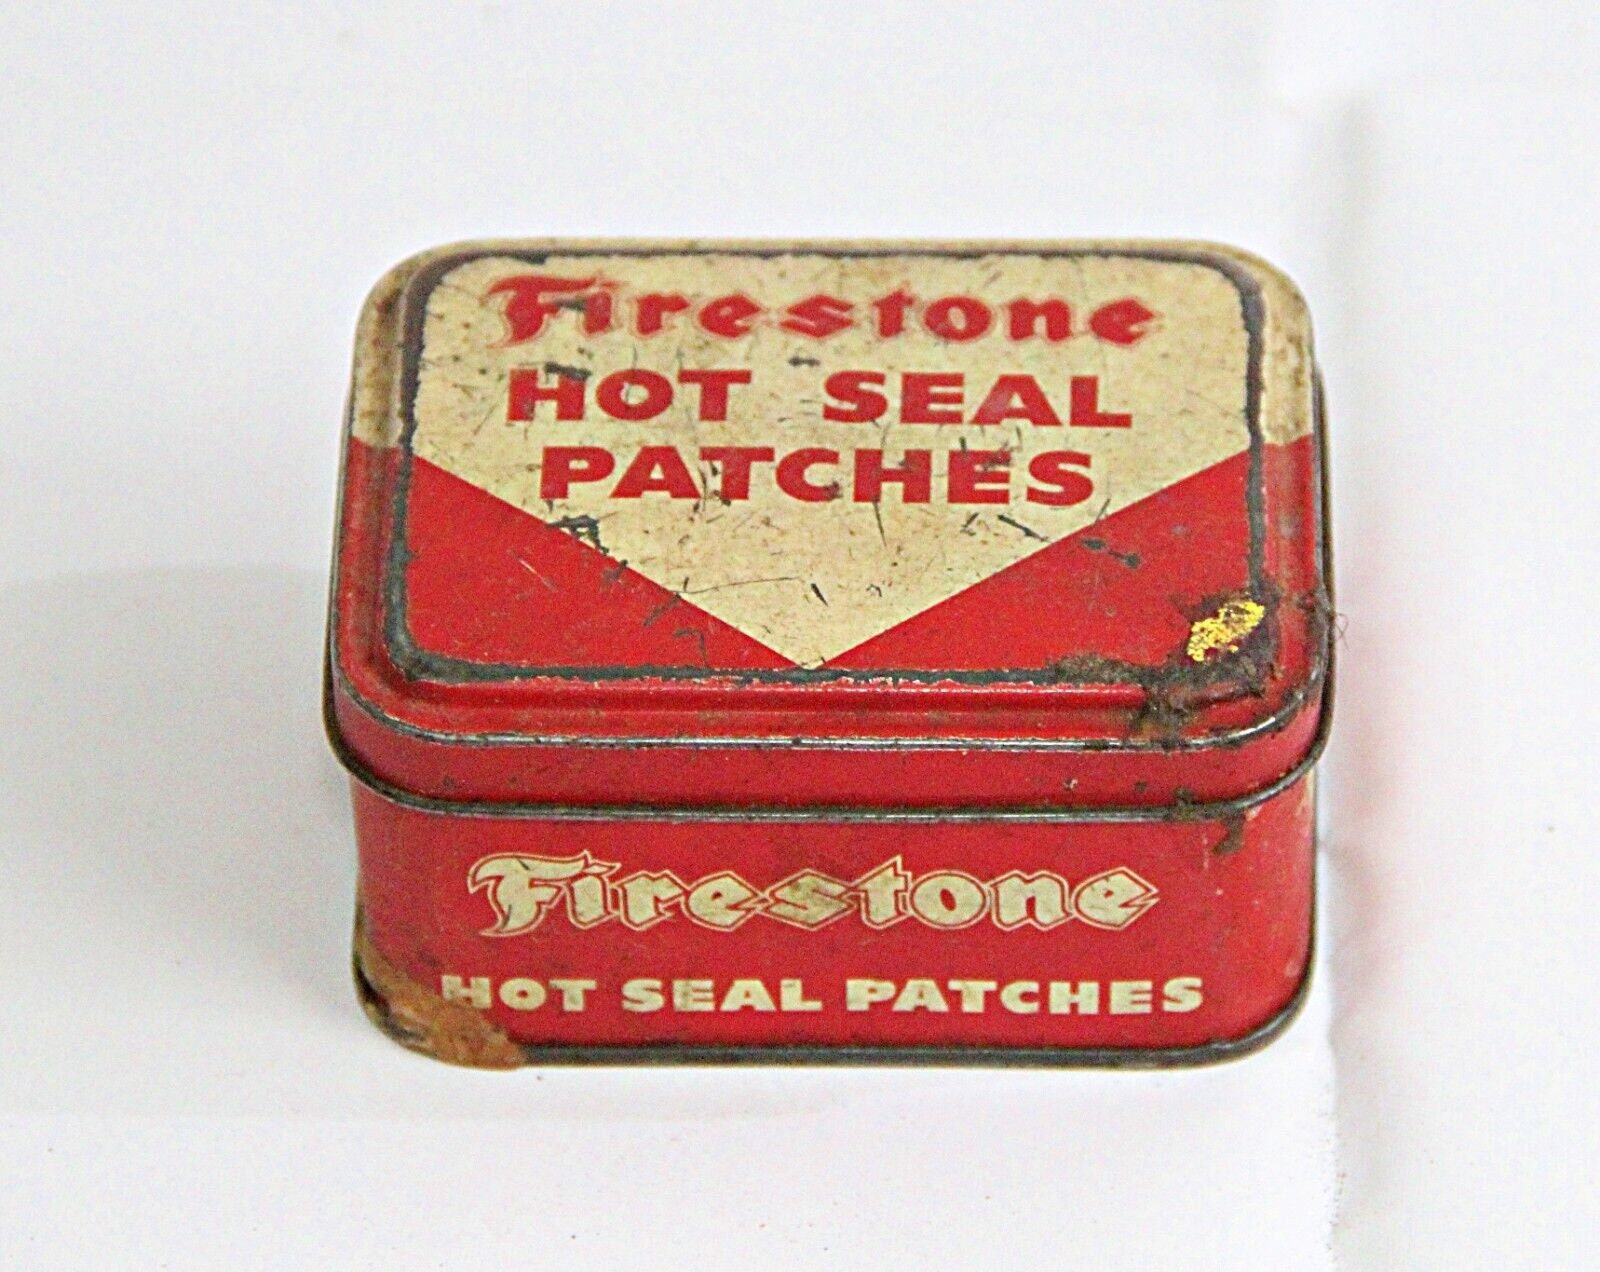 Firestone
HOT SEAL
PATCHES
Firestone
HOT SEAL PATCHES